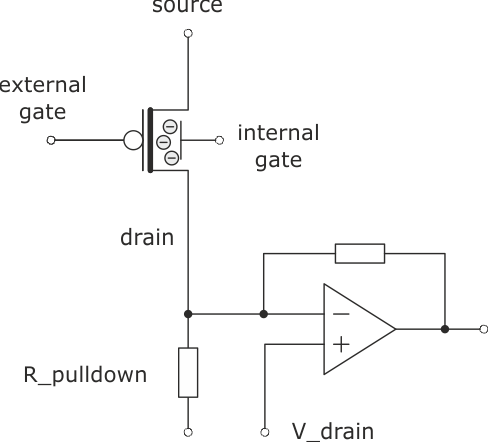 source
external
gate
internal
gate
drain
R_pulldown
V_drain